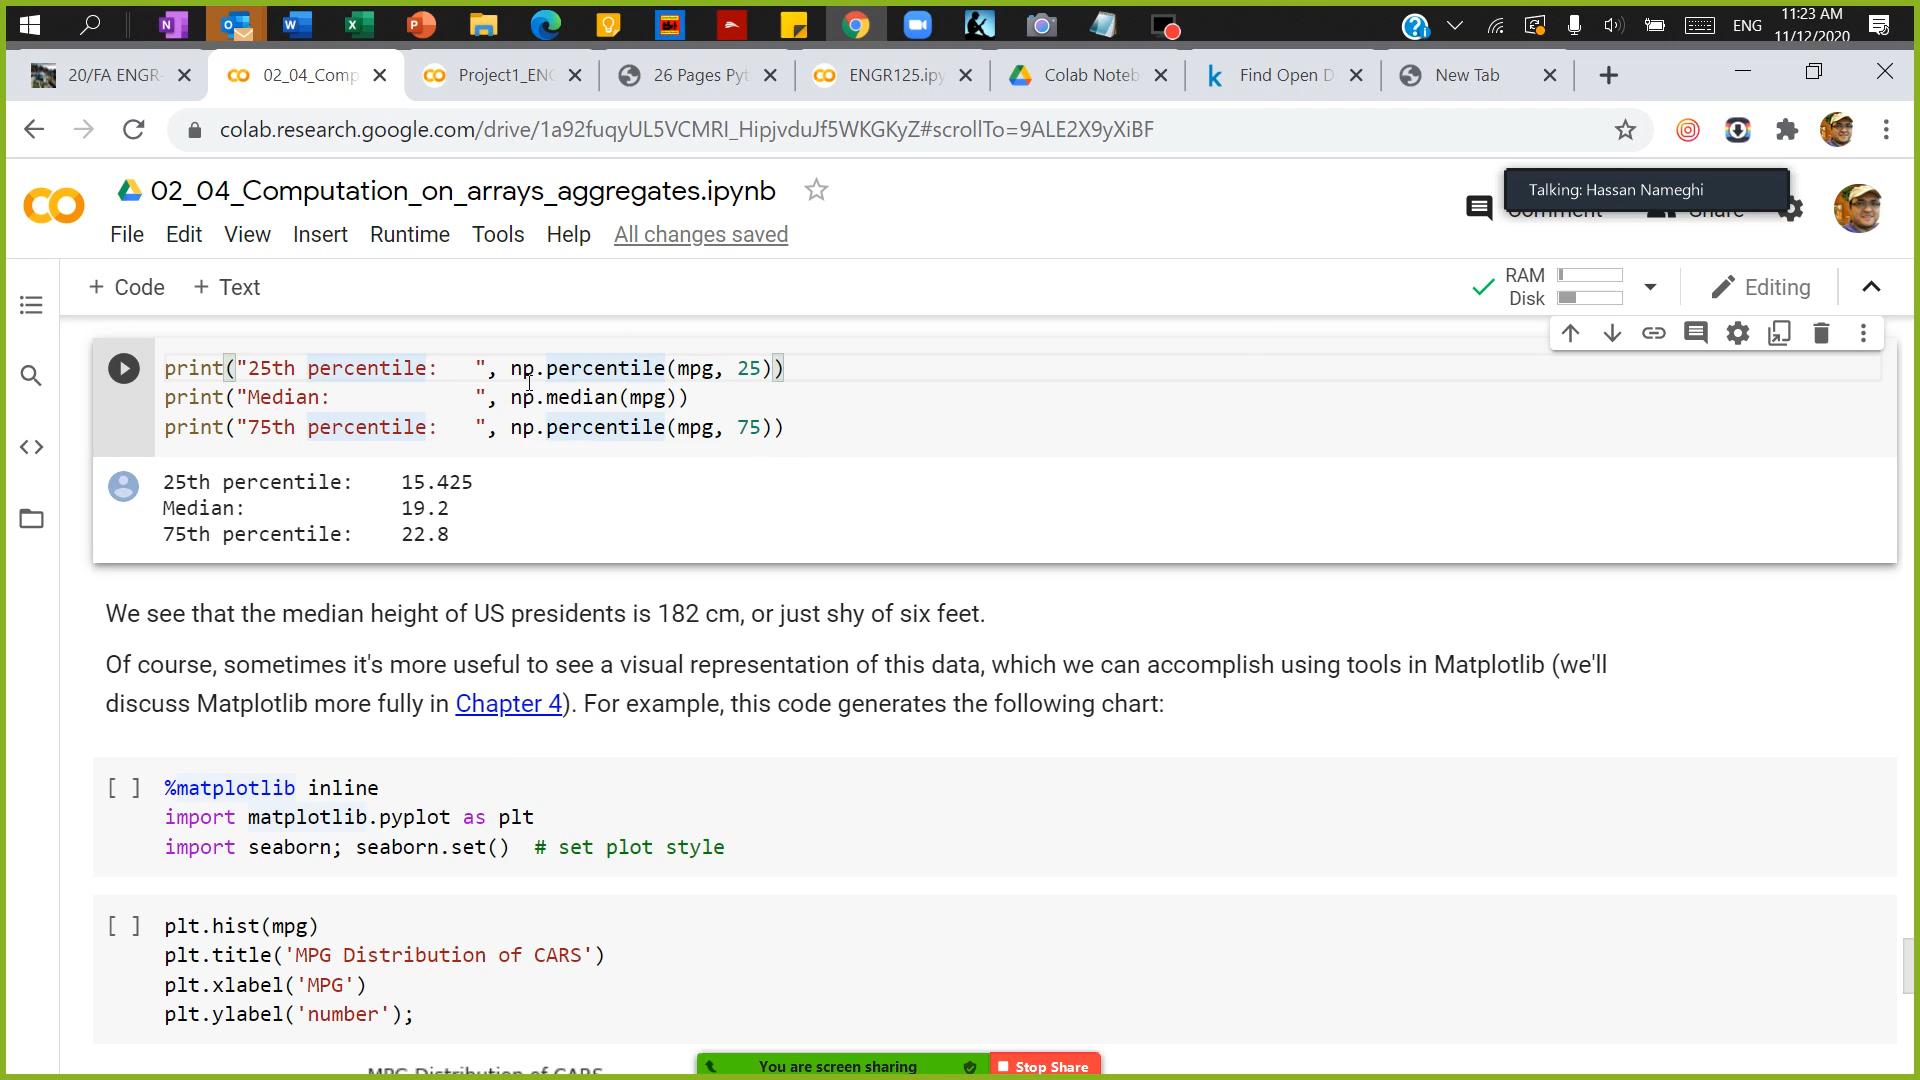 ENG
11:23 AM
11/12/2020
20/FA ENGR-
02_04_Comp
Project1_ENG
26 Pages Pyt
ENGR125.ipy
Colab Noteb
Find Open D
New Tab
colab.research.google.com/drive/1a92fuqyUL5VCMRI_HipjvduJf5WKGKyZ#scrollTo=9ALE2X9yXiBF
02_04_Computation_on_arrays_aggregates.ipynb
Talking: Hassan Nameghi
File Edit View Insert Runtime Tools Help All changes saved
+ Code + Text
RAM
Disk
Editing
print("25th percentile:   ", np.percentile(mpg, 25))
print("Median:            ", np.median(mpg))
print("75th percentile:   ", np.percentile(mpg, 75))
25th percentile:    15.425
Median:             19.2
75th percentile:    22.8
We see that the median height of US presidents is 182 cm, or just shy of six feet.
Of course, sometimes it's more useful to see a visual representation of this data, which we can accomplish using tools in Matplotlib (we'll
discuss Matplotlib more fully in Chapter 4). For example, this code generates the following chart:
[ ] %matplotlib inline
import matplotlib.pyplot as plt
import seaborn; seaborn.set()  # set plot style
[ ] plt.hist(mpg)
plt.title('MPG Distribution of CARS')
plt.xlabel('MPG')
plt.ylabel('number');
MPG Distribution of CARS
You are screen sharing
Stop Share